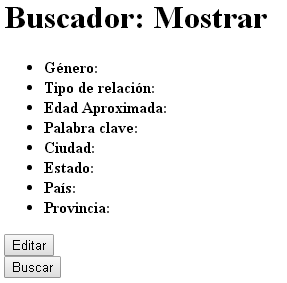 Buscador: Mostrar
Género:
Tipo de relación:
Edad Aproximada:
Palabra clave:
Ciudad:
Estado:
País:
Provincia:
Editar
Buscar